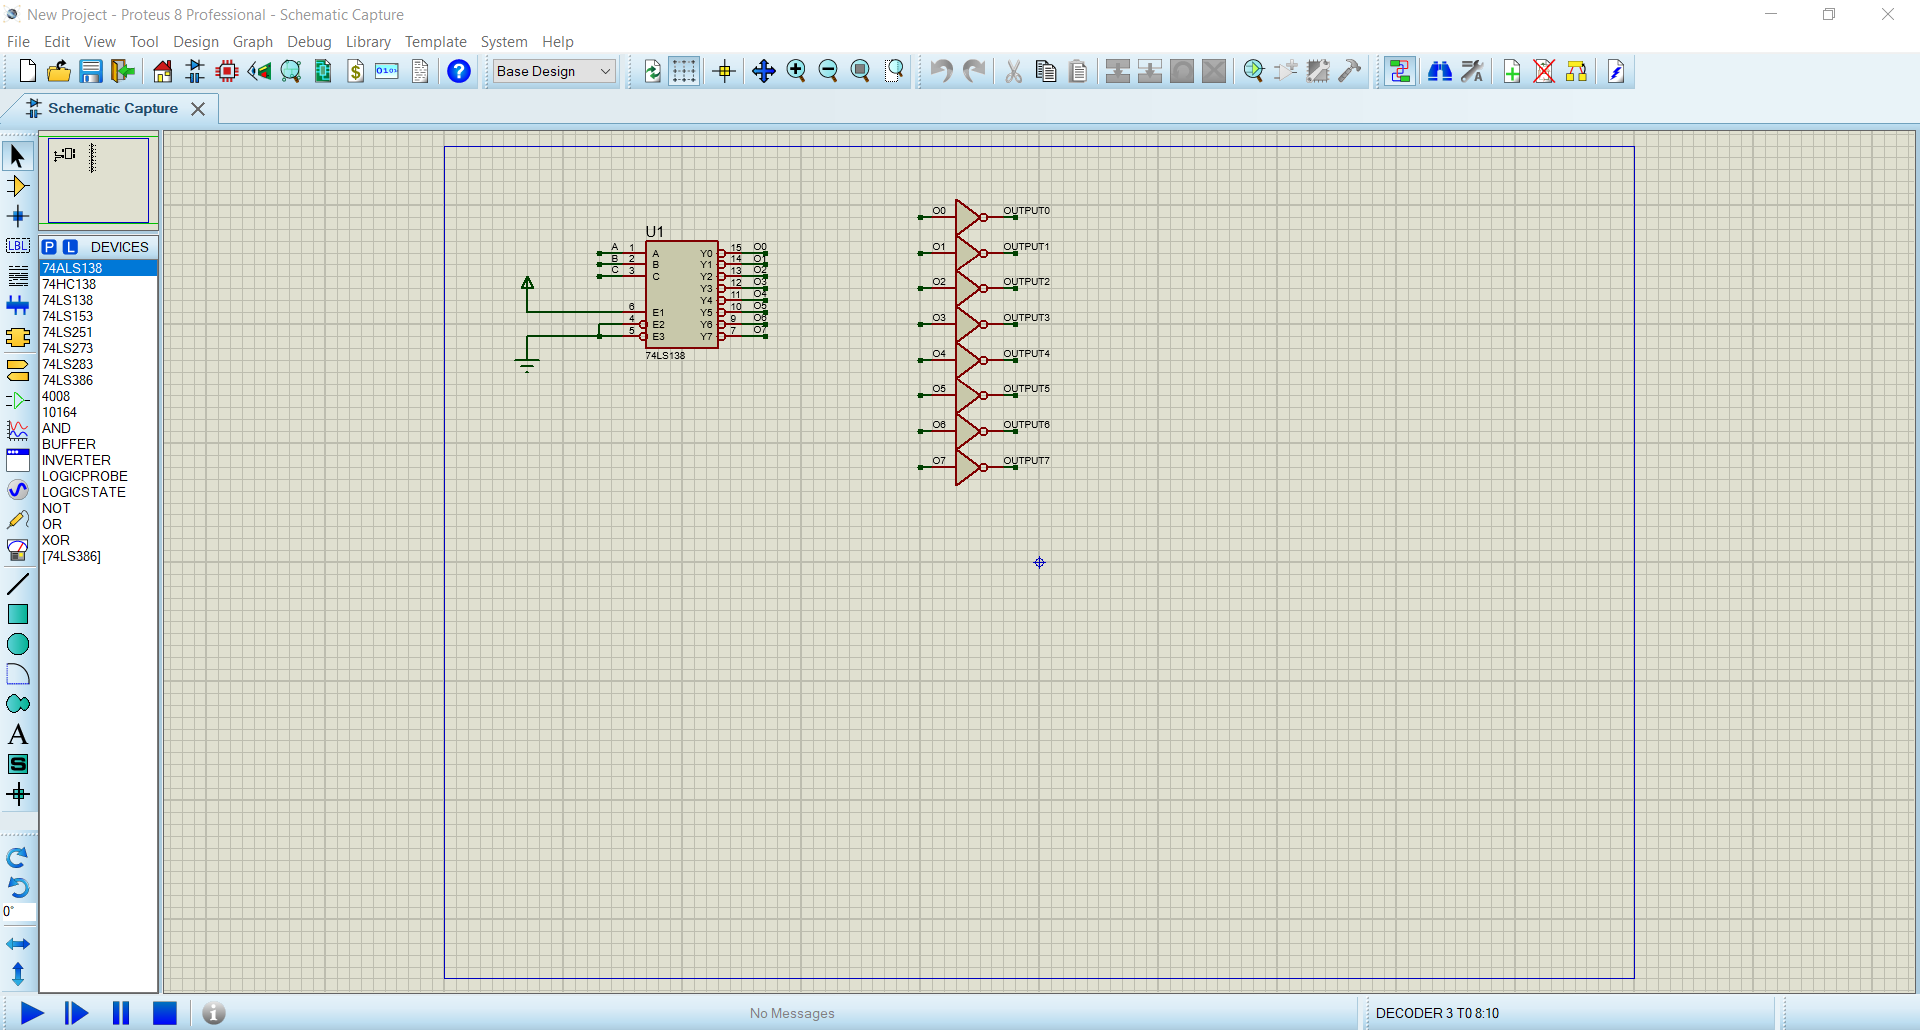 New Project - Proteus 8 Professional - Schematic Capture
File Edit View Tool Design Graph Debug Library Template System Help
Base Design
Schematic Capture
LBL
P L DEVICES
74ALS138
74HC138
74LS138
74LS153
74LS251
74LS273
74LS283
74LS386
4008
10164
AND
BUFFER
INVERTER
LOGICPROBE
LOGICSTATE
NOT
OR
XOR
[74LS386]
A
S
0°
U1
A 1 A Y0 15 O0
B 2 B Y1 14 O1
C 3 C Y2 13 O2
Y3 12 O3
Y4 11 O4
6 E1 Y5 10 O5
4 E2 Y6 9 O6
5 E3 Y7 7 O7
74LS138
O0 OUTPUT0
O1 OUTPUT1
O2 OUTPUT2
O3 OUTPUT3
O4 OUTPUT4
O5 OUTPUT5
O6 OUTPUT6
O7 OUTPUT7
No Messages
DECODER 3 T0 8:10